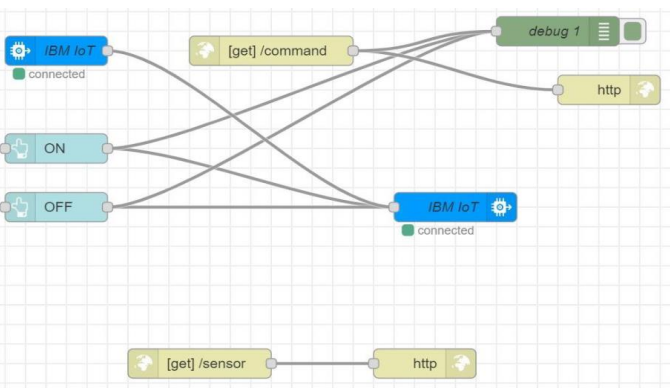 debug 1
IBM IoT
[get] /command
connected
http
ON
OFF
IBM IoT
connected
[get] /sensor
http